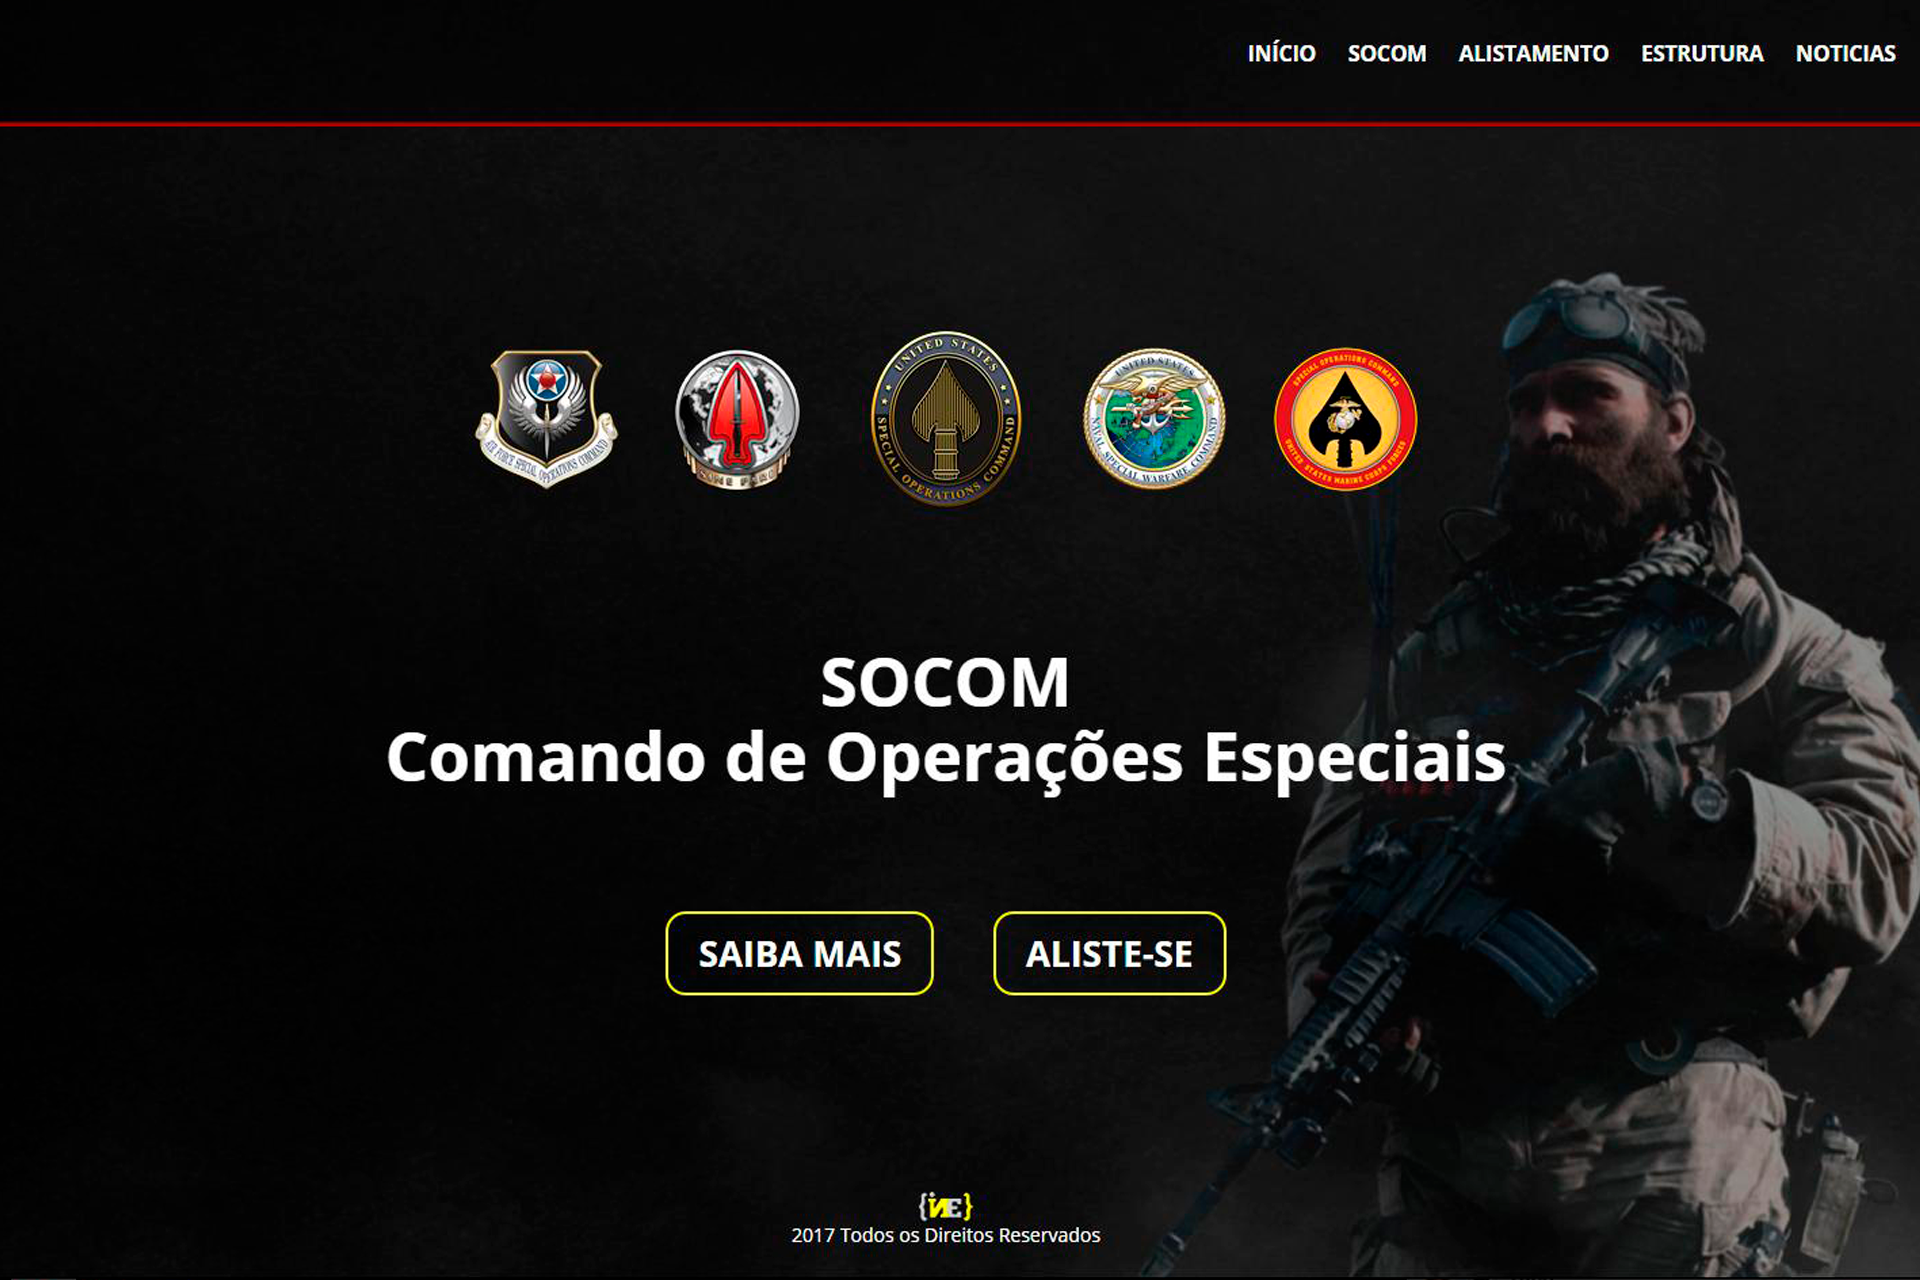 INÍCIO SOCOM ALISTAMENTO ESTRUTURA NOTICIAS
AIR FORCE SPECIAL OPERATIONS COMMAND
SINE PARI
UNITED STATES
SPECIAL OPERATIONS COMMAND
UNITED STATES
NAVAL SPECIAL WARFARE COMMAND
SPECIAL OPERATIONS COMMAND
UNITED STATES MARINE CORPS FORCES
SOCOM
Comando de Operações Especiais
SAIBA MAIS ALISTE-SE
2017 Todos os Direitos Reservados